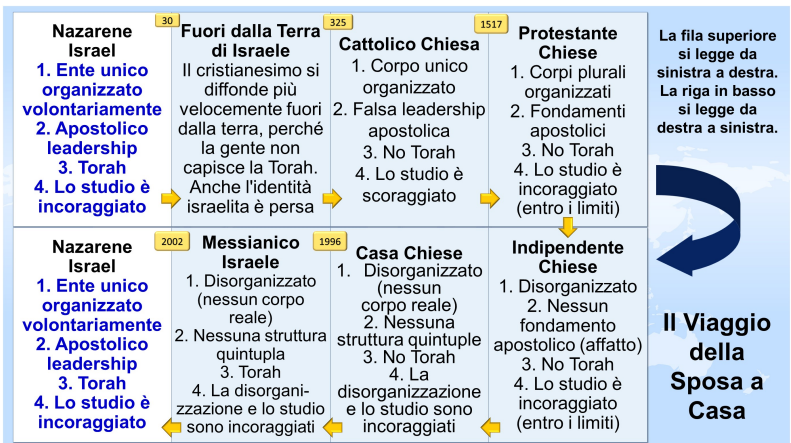 Nazarene
Israel
1. Ente unico
organizzato
volontariamente
2. Apostolico
leadership
3. Torah
4. Lo studio è
incoraggiato
30
Fuori dalla Terra
di Israele
Il cristianesimo si
diffonde più
velocemente fuori
dalla terra, perché
la gente non
capisce la Torah.
Anche l'identità
israelita è persa
325
Cattolico Chiesa
1. Corpo unico
organizzato
2. Falsa leadership
apostolica
3. No Torah
4. Lo studio è
scoraggiato
1517
Protestante
Chiese
1. Corpi plurali
organizzati
2. Fondamenti
apostolici
3. No Torah
4. Lo studio è
incoraggiato
(entro i limiti)
La fila superiore
si legge da
sinistra a destra.
La riga in basso
si legge da
destra a sinistra.
Indipendente
Chiese
1. Disorganizzato
2. Nessun
fondamento
apostolico (affatto)
3. No Torah
4. Lo studio è
incoraggiato
(entro i limiti)
1996
Casa Chiese
1. Disorganizzato
(nessun
corpo reale)
2. Nessuna
struttura quintuple
3. No Torah
4. La
disorganizzazione
e lo studio sono
incoraggiati
2002
Messianico
Israele
1. Disorganizzato
(nessun corpo
reale)
2. Nessuna struttura
quintupla
3. Torah
4. La disorgani-
zzazione e lo studio
sono incoraggiati
Nazarene
Israel
1. Ente unico
organizzato
volontariamente
2. Apostolico
leadership
3. Torah
4. Lo studio è
incoraggiato
Il Viaggio
della
Sposa a
Casa